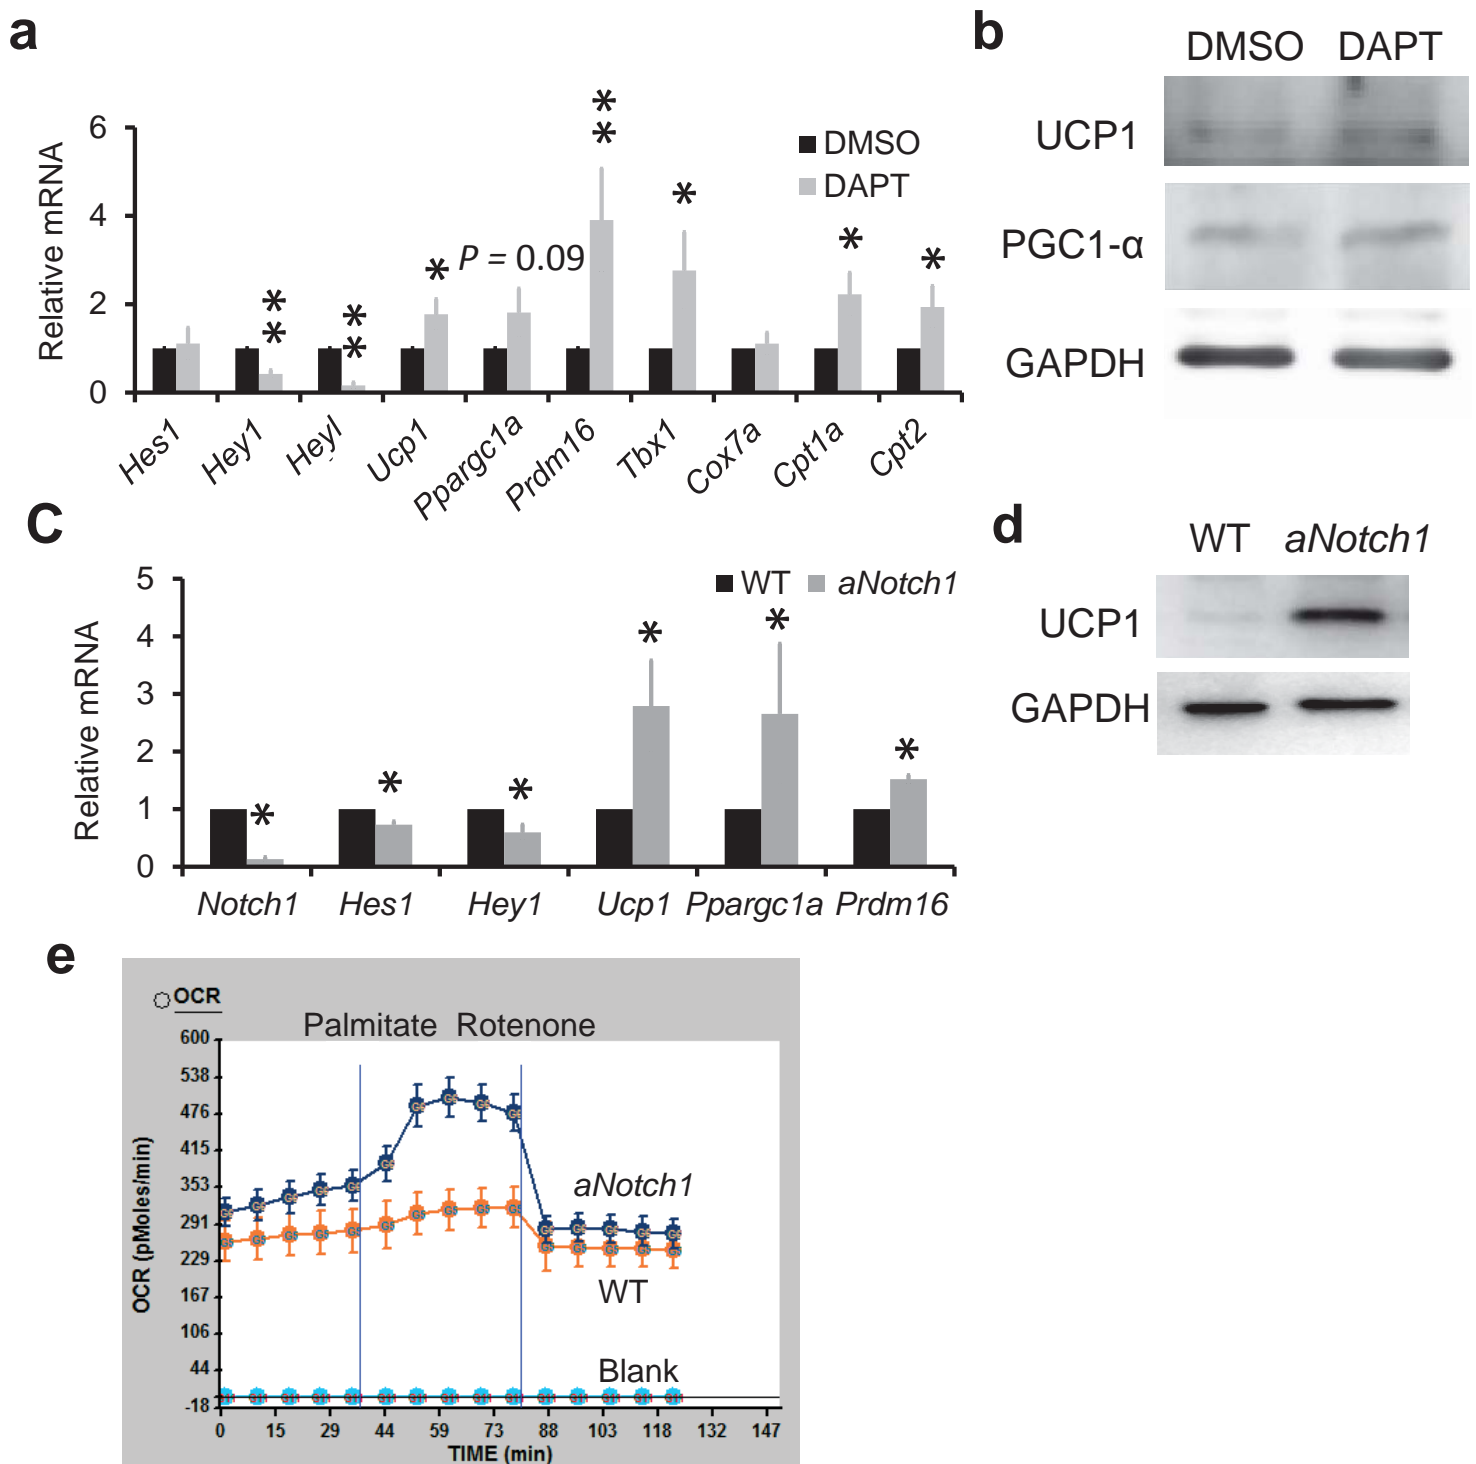 a
Relative mRNA
6
4
2
0
DMSO
DAPT
P = 0.09
*
*
*
*
*
*
*
*
*
*
Hes1
Hey1
Heyl
Ucp1
Ppargc1a
Prdm16
Tbx1
Cox7a
Cpt1a
Cpt2
b
DMSO DAPT
UCP1
PGC1-α
GAPDH
C
Relative mRNA
5
4
3
2
1
0
WT aNotch1
*
*
*
*
*
*
Notch1 Hes1 Hey1 Ucp1 Ppargc1a Prdm16
d
WT aNotch1
UCP1
GAPDH
e
OCR
Palmitate Rotenone
OCR (pMoles/min)
600
538
476
415
353
291
229
167
106
44
-18
aNotch1
WT
Blank
0 15 29 44 59 73 88 103 118 132 147
TIME (min)